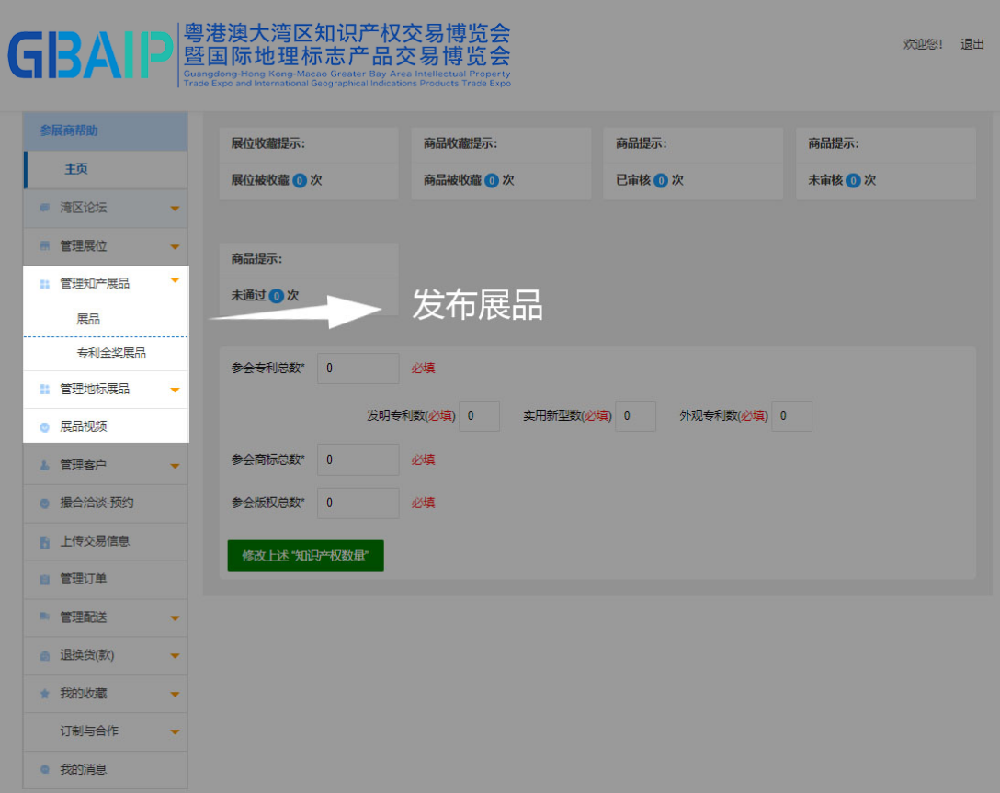 GBAIP
粤港澳大湾区知识产权交易博览会
暨国际地理标志产品交易博览会
Guangdong-Hong Kong-Macao Greater Bay Area Intellectual Property
Trade Expo and International Geographical Indications Products Trade Expo
欢迎您! 退出
参展商帮助
主页
湾区论坛
管理展位
管理知产展品
展品
专利金奖展品
管理地标展品
展品视频
管理客户
撮合洽谈-预约
上传交易信息
管理订单
管理配送
退换货(款)
我的收藏
订制与合作
我的消息
展位收藏提示:
展位被收藏 0 次
商品收藏提示:
商品被收藏 0 次
商品提示:
已审核 0 次
商品提示:
未审核 0 次
商品提示:
未通过 0 次
发布展品
参会专利总数* 0 必填
发明专利数(必填) 0 实用新型数(必填) 0 外观专利数(必填) 0
参会商标总数* 0 必填
参会版权总数* 0 必填
修改上述 "知识产权数量"